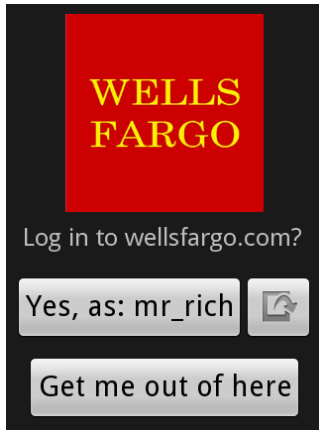 WELLS
FARGO
Log in to wellsfargo.com?
Yes, as: mr_rich
Get me out of here